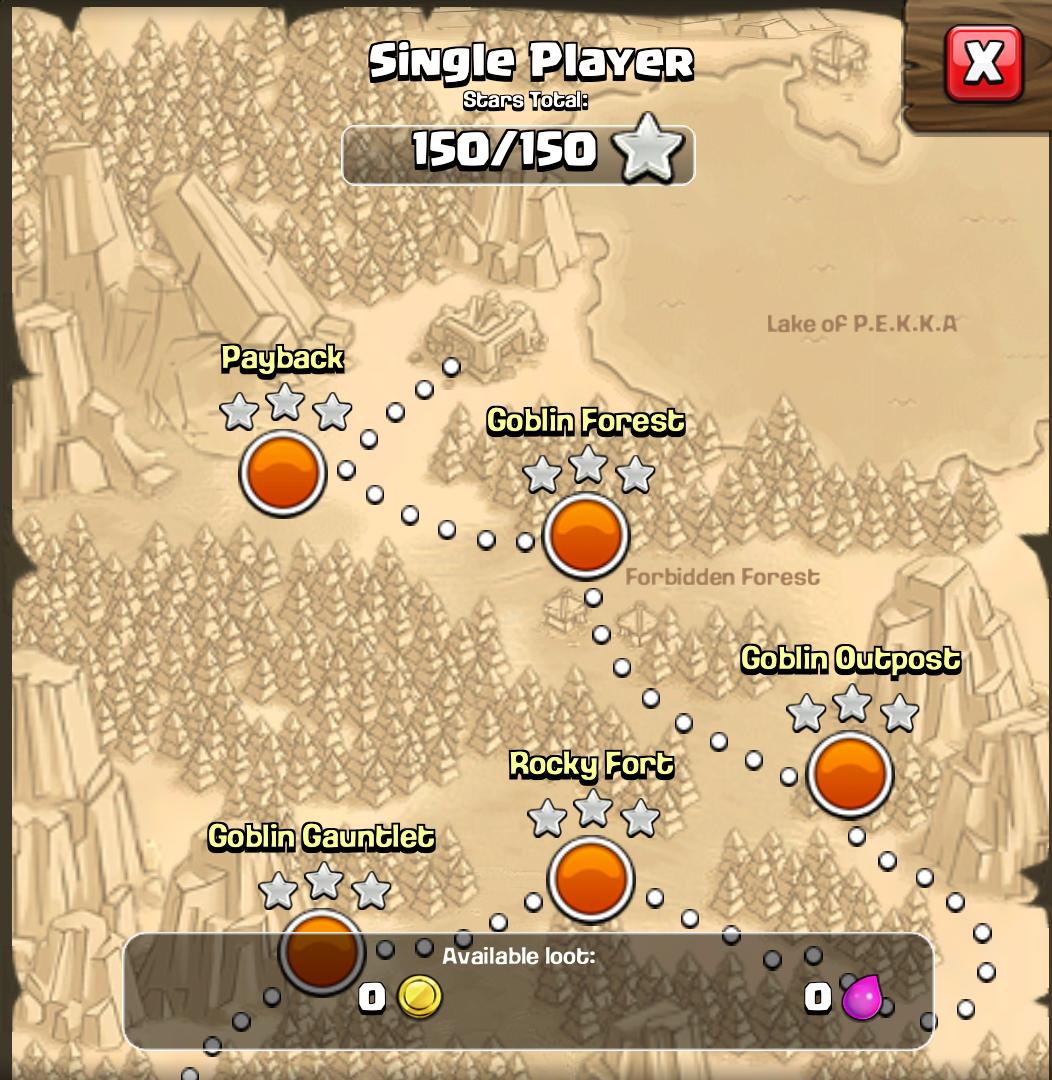 Single Player
Stars Total:
150/150
X
Lake of P.E.K.K.A
Payback
Goblin Forest
Forbidden Forest
Goblin Outpost
Rocky Fort
Goblin Gauntlet
Available loot:
0
0